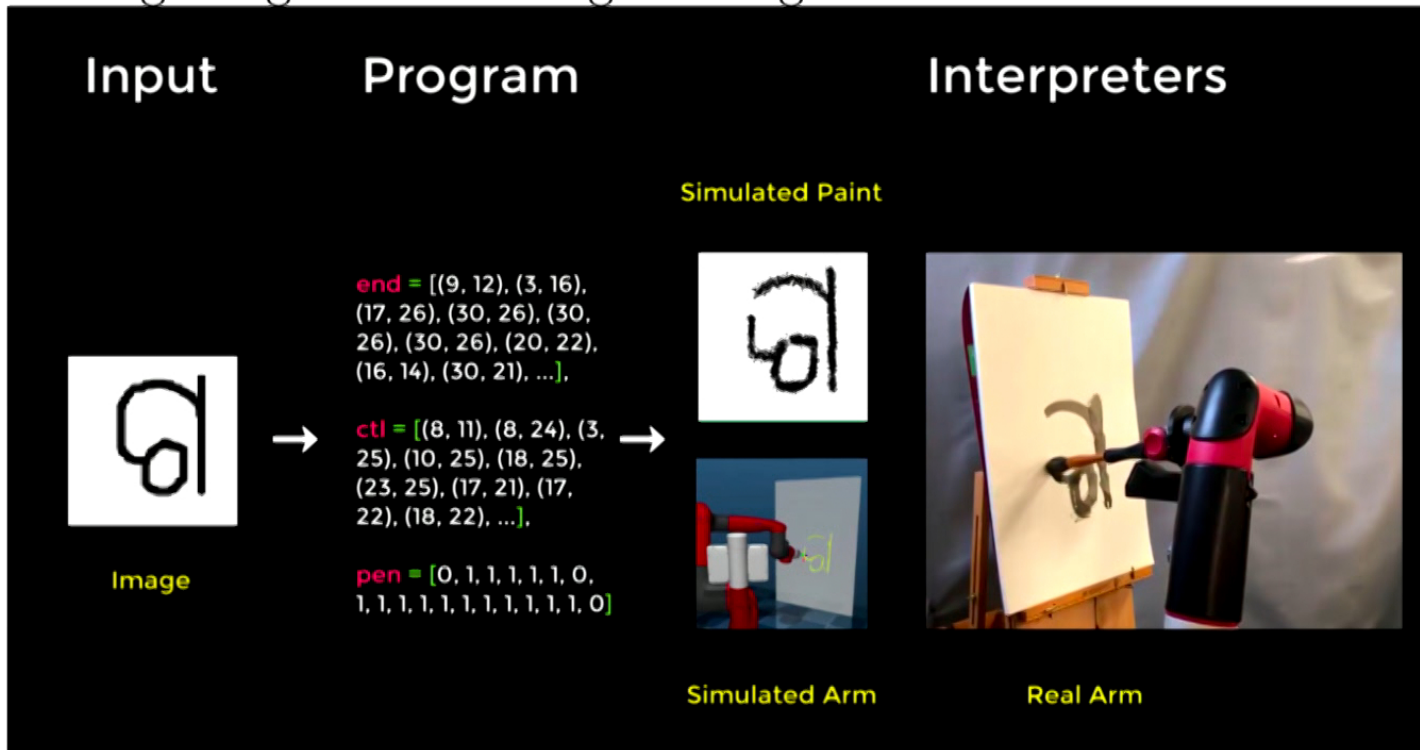 Input
Program
Interpreters
Simulated Paint
end = [(9, 12), (3, 16),
(17, 26), (30, 26), (30,
26), (30, 26), (20, 22),
(16, 14), (30, 21), ...],
ctl = [(8, 11), (8, 24), (3,
25), (10, 25), (18, 25),
(23, 25), (17, 21), (17,
22), (18, 22), ...],
pen = [0, 1, 1, 1, 1, 1, 0,
1, 1, 1, 1, 1, 1, 1, 1, 1, 1, 1, 0]
Image
Simulated Arm
Real Arm